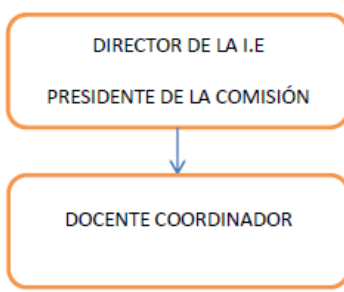 DIRECTOR DE LA I.E
PRESIDENTE DE LA COMISIÓN
DOCENTE COORDINADOR